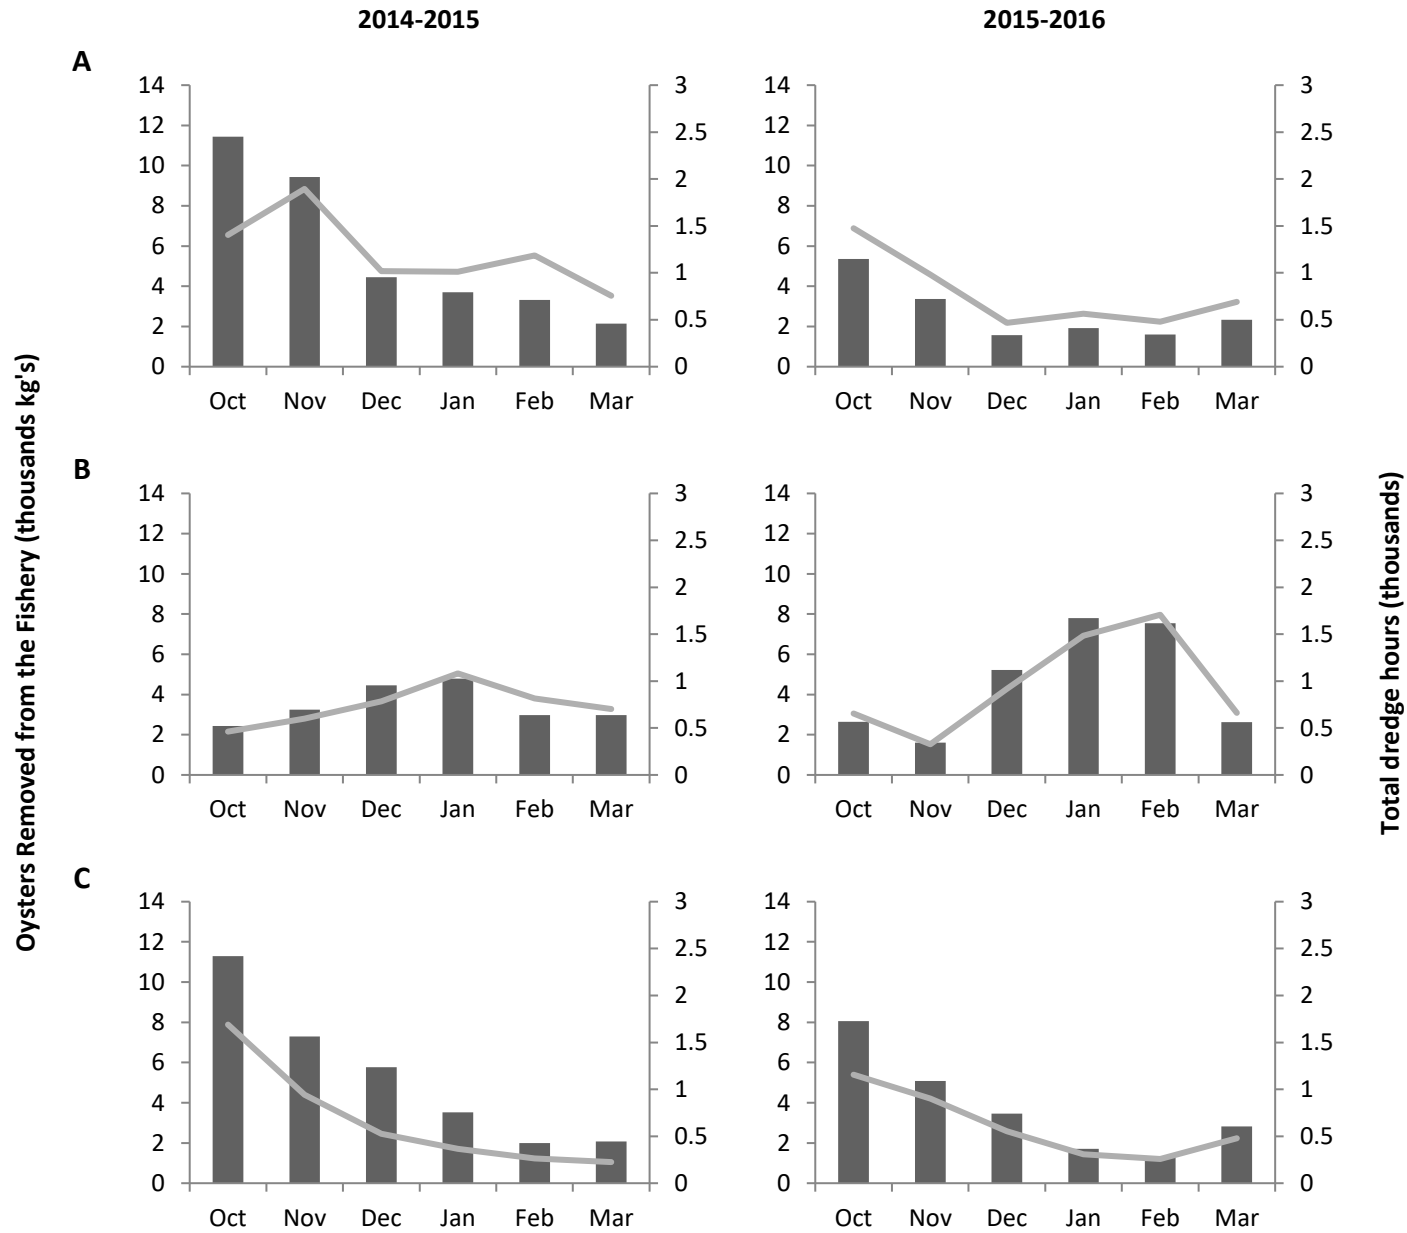 2014-2015 2015-2016
A
14 3 14 3
12 2.5 12 2.5
10 2 10 2
8 1.5 8 1.5
6 1 6 1
4 0.5 4 0.5
2 0 2 0
0 0
Oct Nov Dec Jan Feb Mar Oct Nov Dec Jan Feb Mar
B
14 3 14 3
12 2.5 12 2.5
10 2 10 2
8 1.5 8 1.5
6 1 6 1
4 0.5 4 0.5
2 0 2 0
0 0
Oct Nov Dec Jan Feb Mar Oct Nov Dec Jan Feb Mar
C
14 3 14 3
12 2.5 12 2.5
10 2 10 2
8 1.5 8 1.5
6 1 6 1
4 0.5 4 0.5
2 0 2 0
0 0
Oct Nov Dec Jan Feb Mar Oct Nov Dec Jan Feb Mar
Oysters Removed from the Fishery (thousands kg's)
Total dredge hours (thousands)